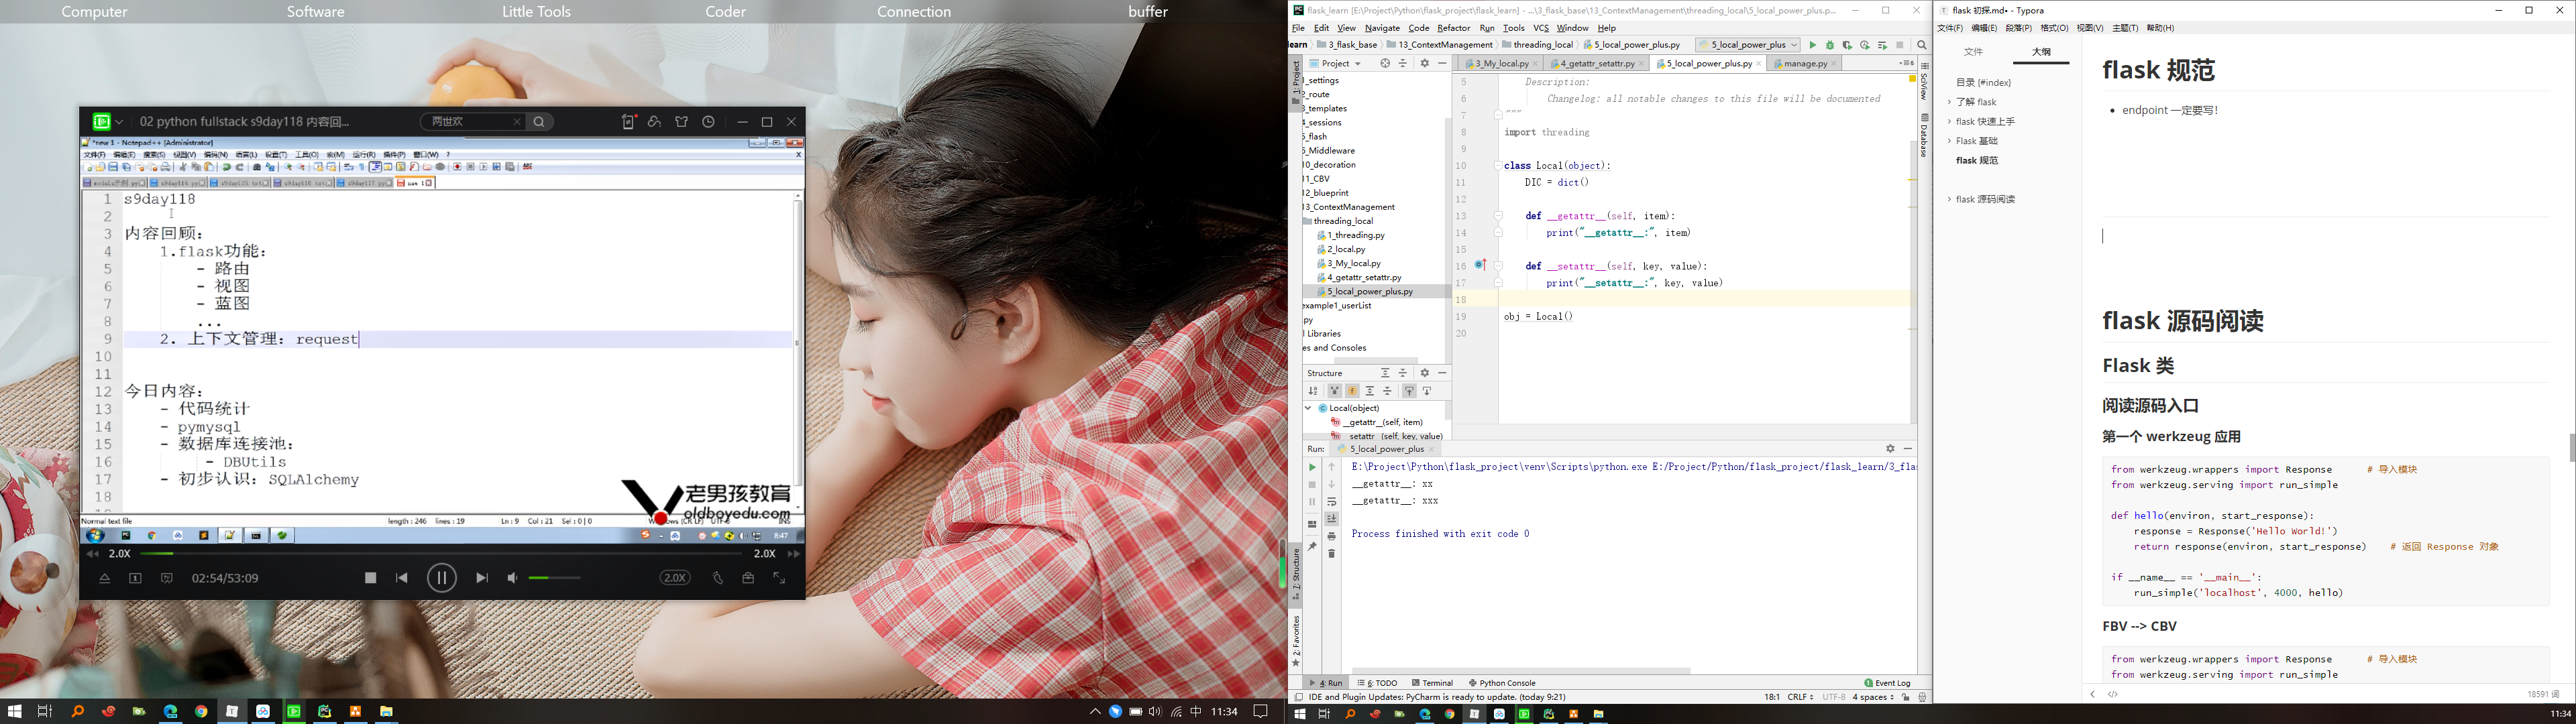 Computer
Software
Little Tools
Coder
Connection
buffer
02 python fullstack s9day118 内容回...
两世欢
*new 1 - Notepad++ [Administrator]
1 s9day118
2
3 内容回顾：
4 1.flask功能：
5 - 路由
6 - 视图
7 - 蓝图
8 ...
9 2. 上下文管理：request
10
11
12 今日内容：
13 - 代码统计
14 - pymysql
15 - 数据库连接池：
16 - DBUtils
17 - 初步认识：SQLAlchemy
18
老男孩教育
oldboyedu.com
Normal text file
length : 246 lines : 19
Ln : 9 Col : 21 Sel : 0 | 0
INS
8:47
2.0X
2.0X
02:54/53:09
2.0X
中
11:34
flask_learn [E:\Project\Python\flask_project\flask_learn] - ...\3_flask_base\13_ContextManagement\threading_local\5_local_power_plus.p...
File Edit View Navigate Code Refactor Run Tools VCS Window Help
learn 3_flask_base 13_ContextManagement threading_local 5_local_power_plus.py
5_local_power_plus
Project
3_My_local.py
4_getattr_setattr.py
5_local_power_plus.py
manage.py
1: Project
1_settings
2_route
3_templates
4_sessions
5_flash
5_Middleware
10_decoration
11_CBV
12_blueprint
13_ContextManagement
threading_local
1_threading.py
2_local.py
3_My_local.py
4_getattr_setattr.py
5_local_power_plus.py
example1_userList
py
l Libraries
es and Consoles
Structure
Local(object)
__getattr__(self, item)
__setattr__(self, key, value)
5 Description:
6 Changelog: all notable changes to this file will be documented
7 """
8 import threading
9
10 class Local(object):
11 DIC = dict()
12
13 def __getattr__(self, item):
14 print("__getattr__:", item)
15
16 def __setattr__(self, key, value):
17 print("__setattr__:", key, value)
18
19 obj = Local()
20
SciView
Database
Run: 5_local_power_plus
E:\Project\Python\flask_project\venv\Scripts\python.exe E:/Project/Python/flask_project/flask_learn/3_flas
__getattr__: xx
__getattr__: xxx
Process finished with exit code 0
7: Structure
2: Favorites
4: Run
6: TODO
Terminal
Python Console
Event Log
IDE and Plugin Updates: PyCharm is ready to update. (today 9:21)
18:1 CRLF UTF-8 4 spaces
flask 初探.md• - Typora
文件(F) 编辑(E) 段落(P) 格式(O) 视图(V) 主题(T) 帮助(H)
文件
大纲
目录 (#index)
了解 flask
flask 快速上手
Flask 基础
flask 规范
flask 源码阅读
flask 规范
• endpoint 一定要写！
flask 源码阅读
Flask 类
阅读源码入口
第一个 werkzeug 应用
from werkzeug.wrappers import Response # 导入模块
from werkzeug.serving import run_simple
def hello(environ, start_response):
response = Response('Hello World!')
return response(environ, start_response) # 返回 Response 对象
if __name__ == '__main__':
run_simple('localhost', 4000, hello)
FBV --> CBV
from werkzeug.wrappers import Response # 导入模块
from werkzeug.serving import run_simple
18591 词
11:34